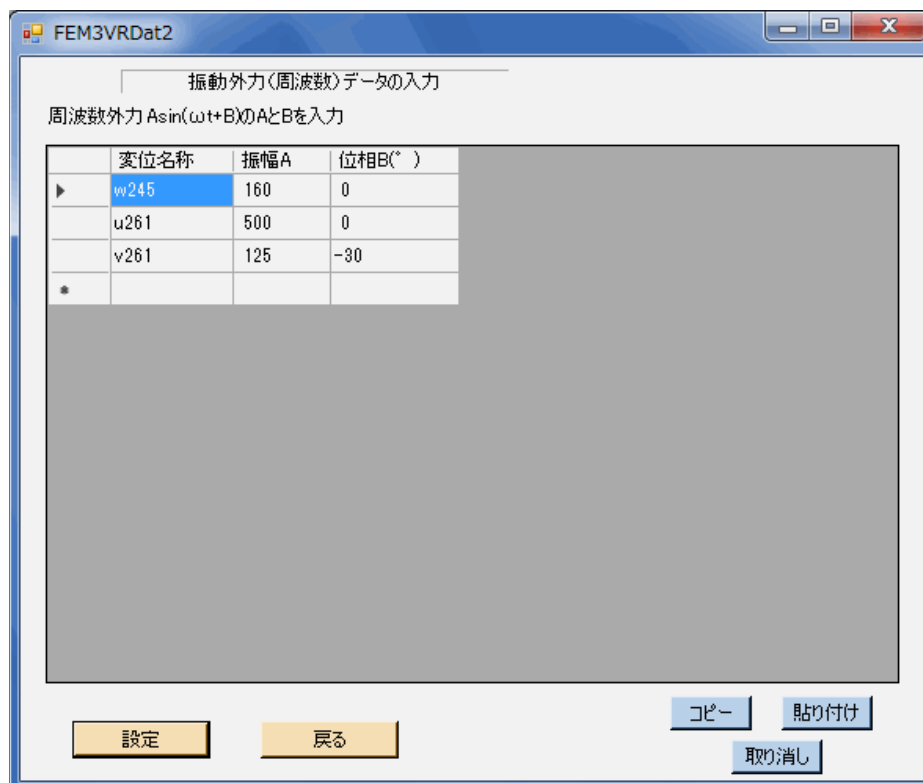 FEM3VRDat2
振動外力(周波数)データの入力
周波数外力 Asin(ωt+B)のAとBを入力
変位名称 振幅A 位相B(ﾟ )
w245 160 0
u261 500 0
v261 125 -30
設定 戻る コピー 貼り付け
取り消し